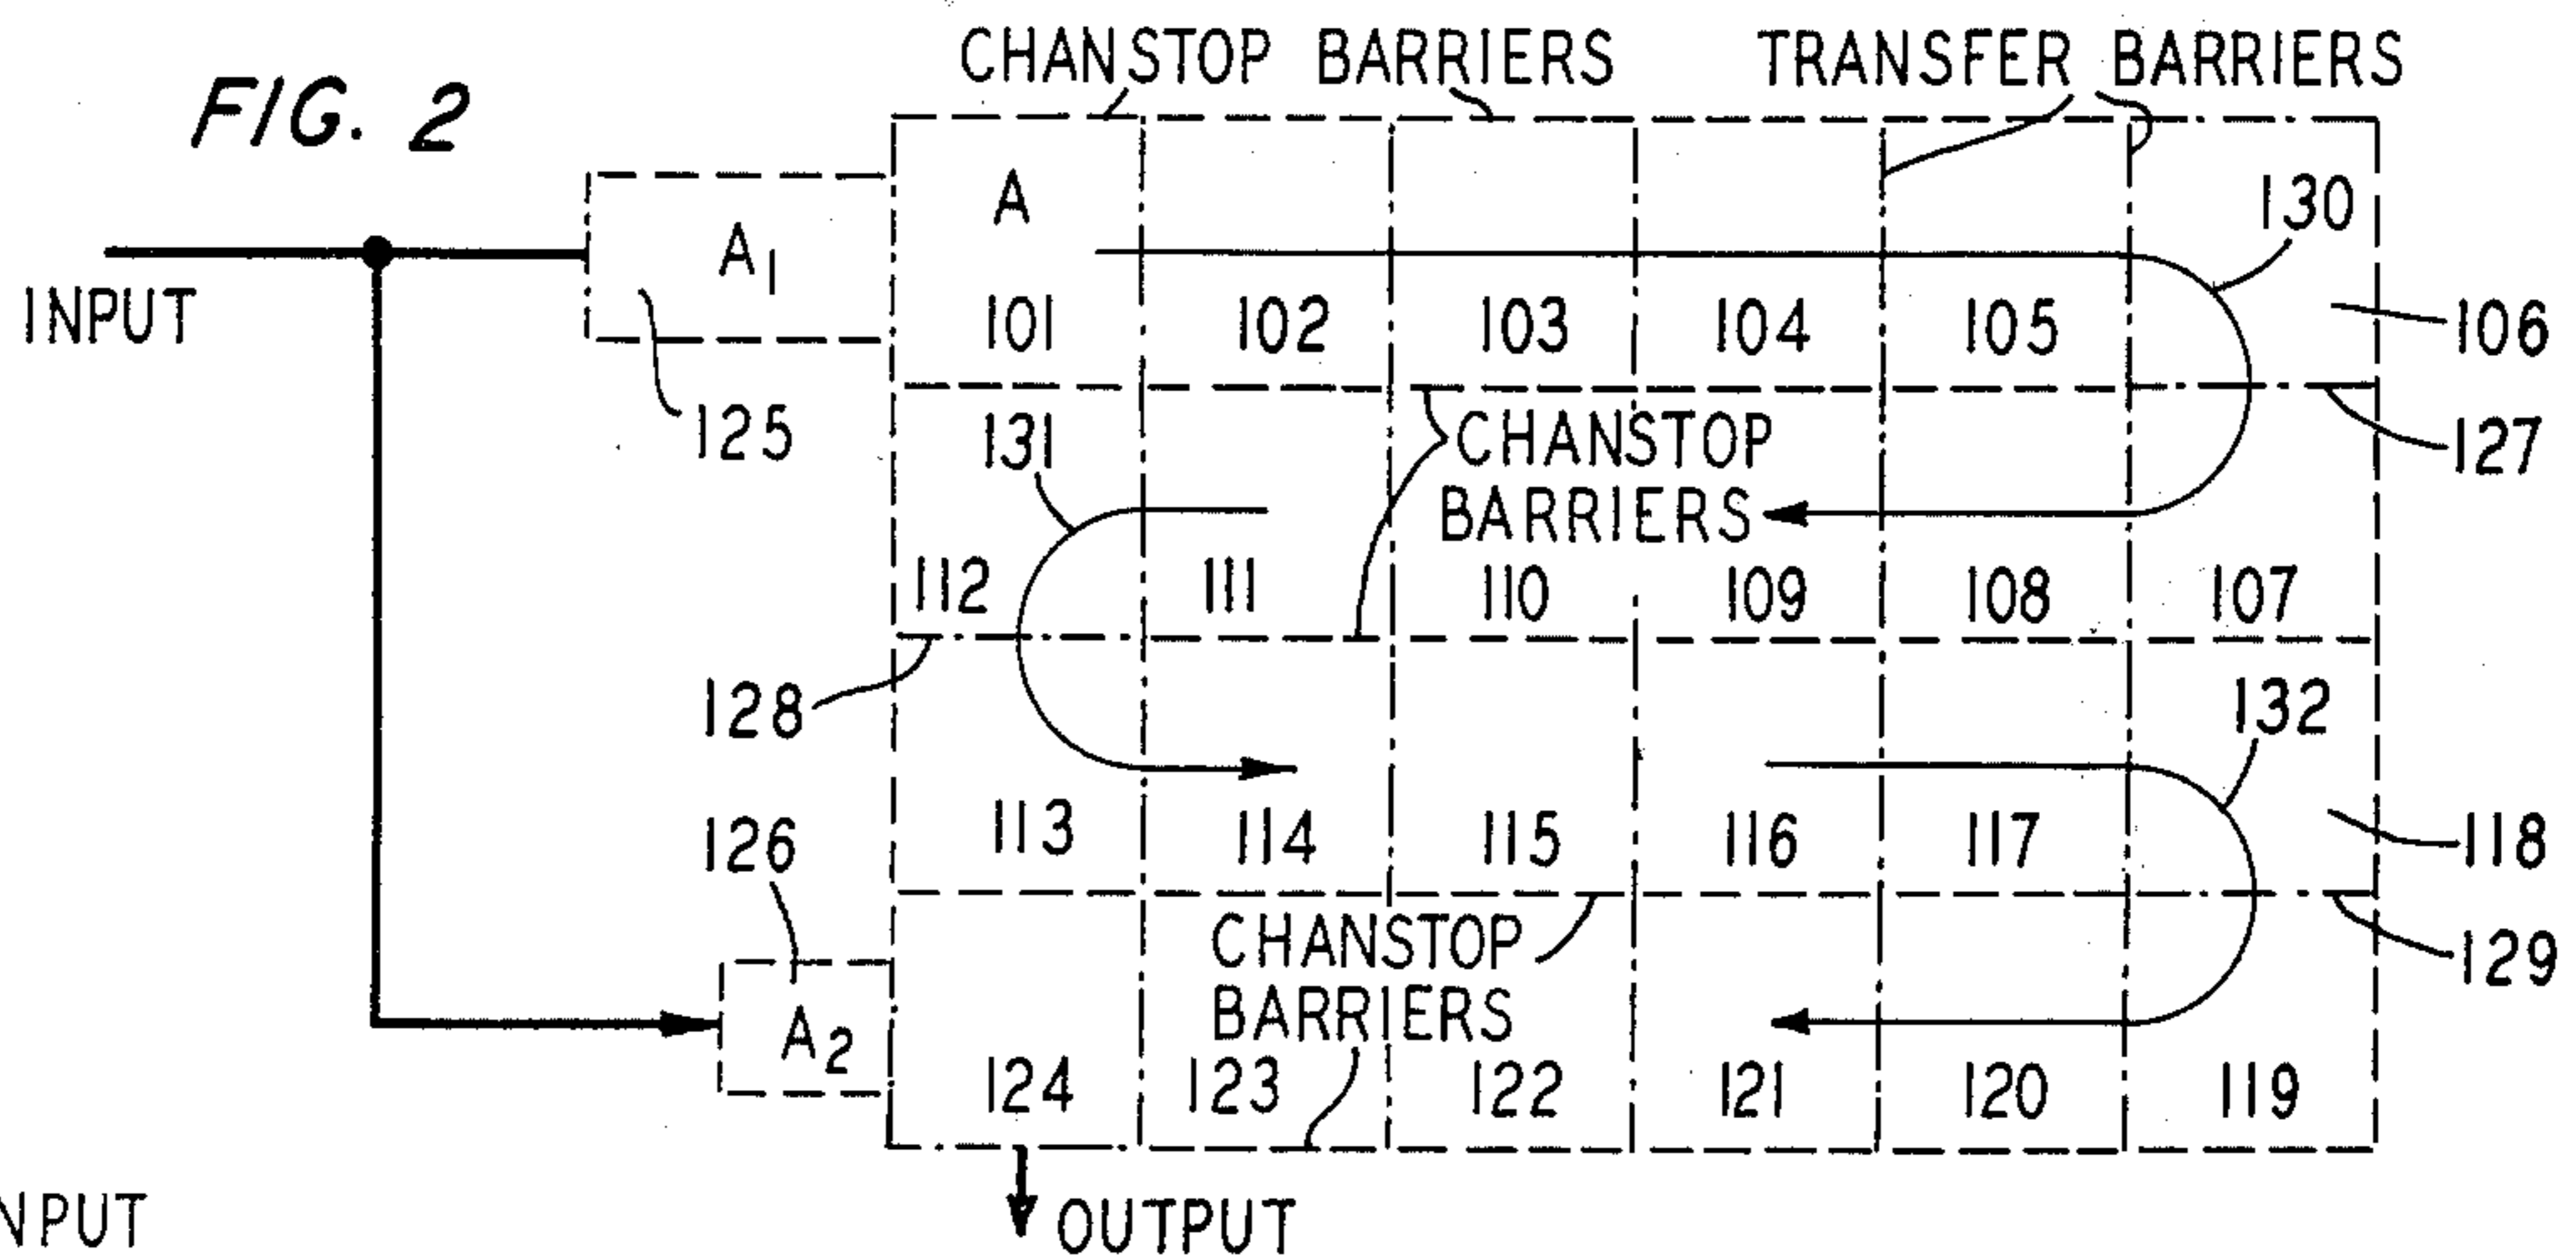 FIG. 2
CHANSTOP BARRIERS
TRANSFER BARRIERS
A1
A
130
INPUT
101
102
103
104
105
106
125
131
CHANSTOP
BARRIERS
127
112
111
110
109
108
107
128
132
126
113
114
115
116
117
118
CHANSTOP
BARRIERS
129
A2
124
123
122
121
120
119
NPUT
OUTPUT